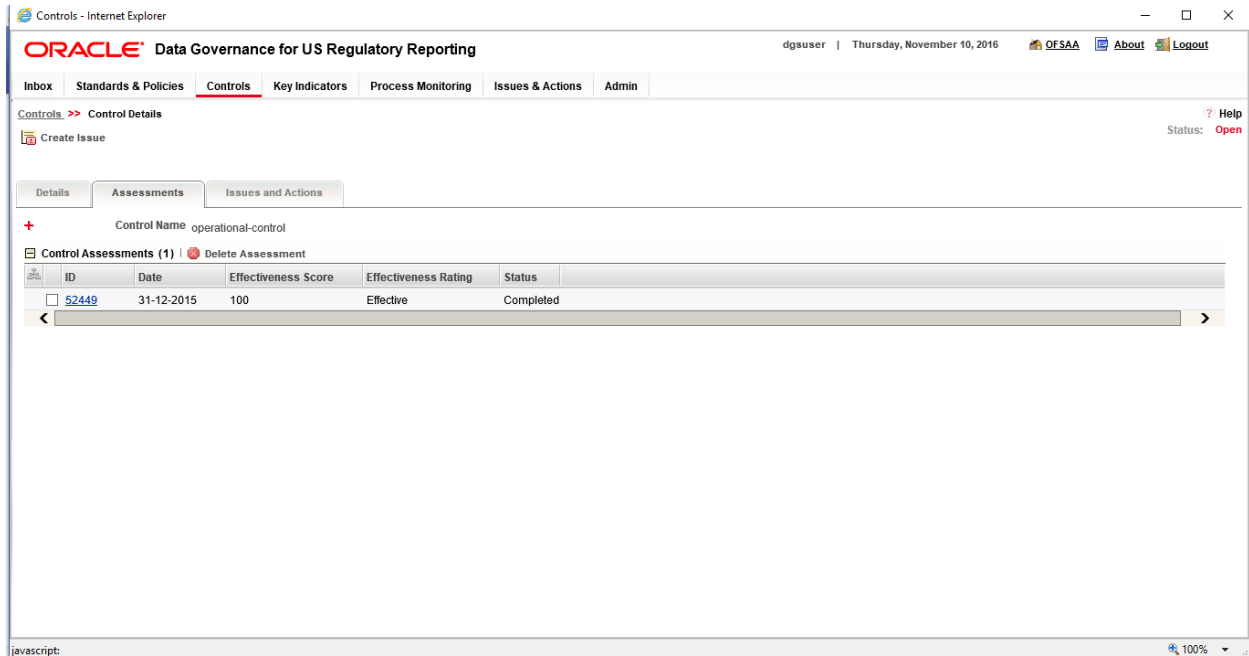 Controls - Internet Explorer
ORACLE Data Governance for US Regulatory Reporting dgsuser | Thursday, November 10, 2016 OFSAA About Logout
Inbox Standards & Policies Controls Key Indicators Process Monitoring Issues & Actions Admin
Controls >> Control Details ? Help
Create Issue Status: Open
Details Assessments Issues and Actions
+ Control Name operational-control
Control Assessments (1) | Delete Assessment
ID Date Effectiveness Score Effectiveness Rating Status
52449 31-12-2015 100 Effective Completed
javascript: 100%